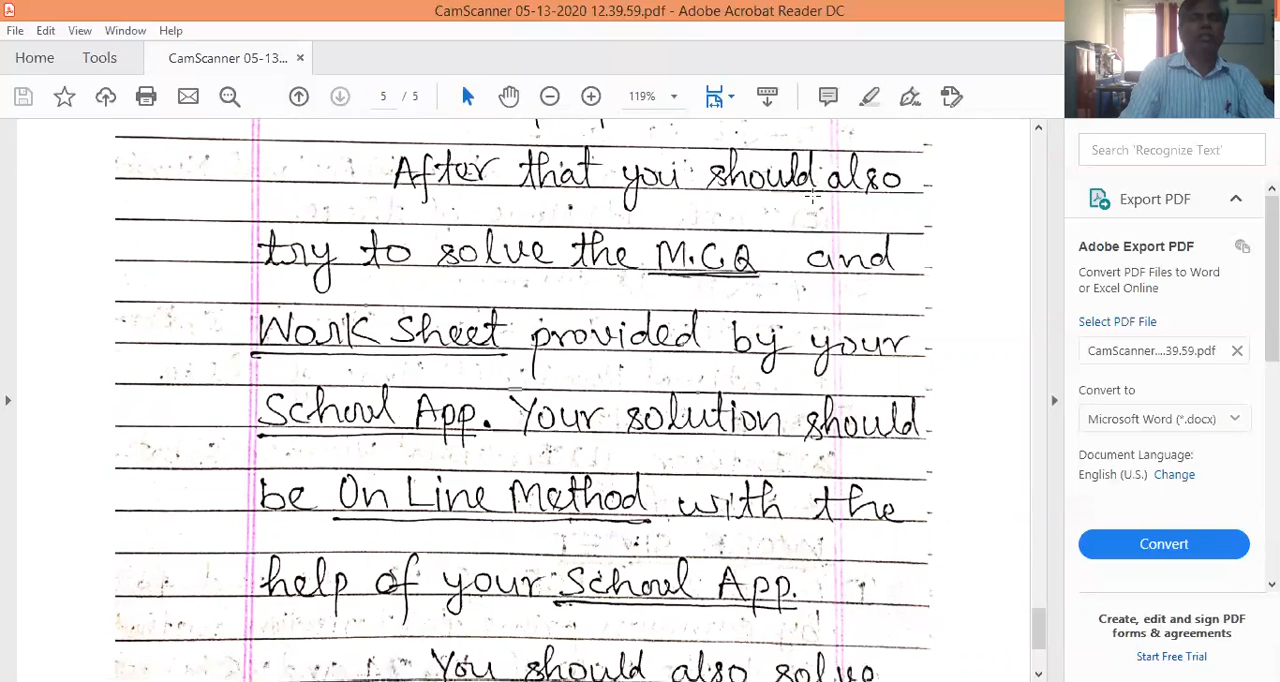 CamScanner 05-13-2020 12.39.59.pdf - Adobe Acrobat Reader DC
File Edit View Window Help
Home Tools CamScanner 05-13... ×
5 / 5 119%
After that you should also
try to solve the M.C.Q and
Work Sheet provided by your
School App. Your solution should
be On Line Method with the
help of your School App.
You should also solve
Search 'Recognize Text'
Export PDF
Adobe Export PDF
Convert PDF Files to Word
or Excel Online
Select PDF File
CamScanner....39.59.pdf
Convert to
Microsoft Word (*.docx)
Document Language:
English (U.S.) Change
Convert
Create, edit and sign PDF
forms & agreements
Start Free Trial